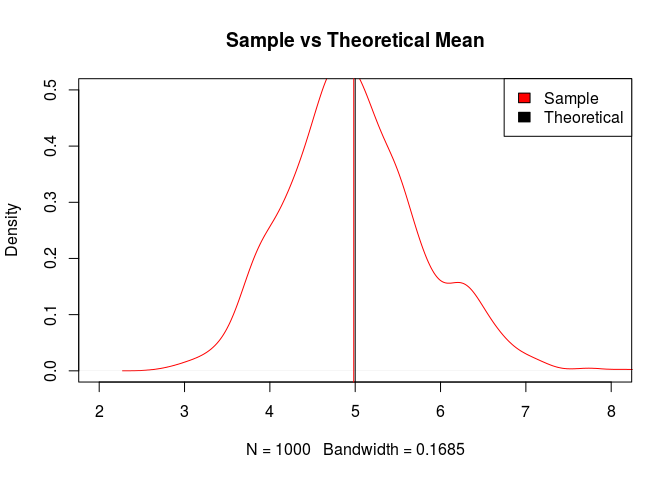 Sample vs Theoretical Mean
Sample
Theoretical
Density
0.5
0.4
0.3
0.2
0.1
0.0
2 3 4 5 6 7 8
N = 1000 Bandwidth = 0.1685